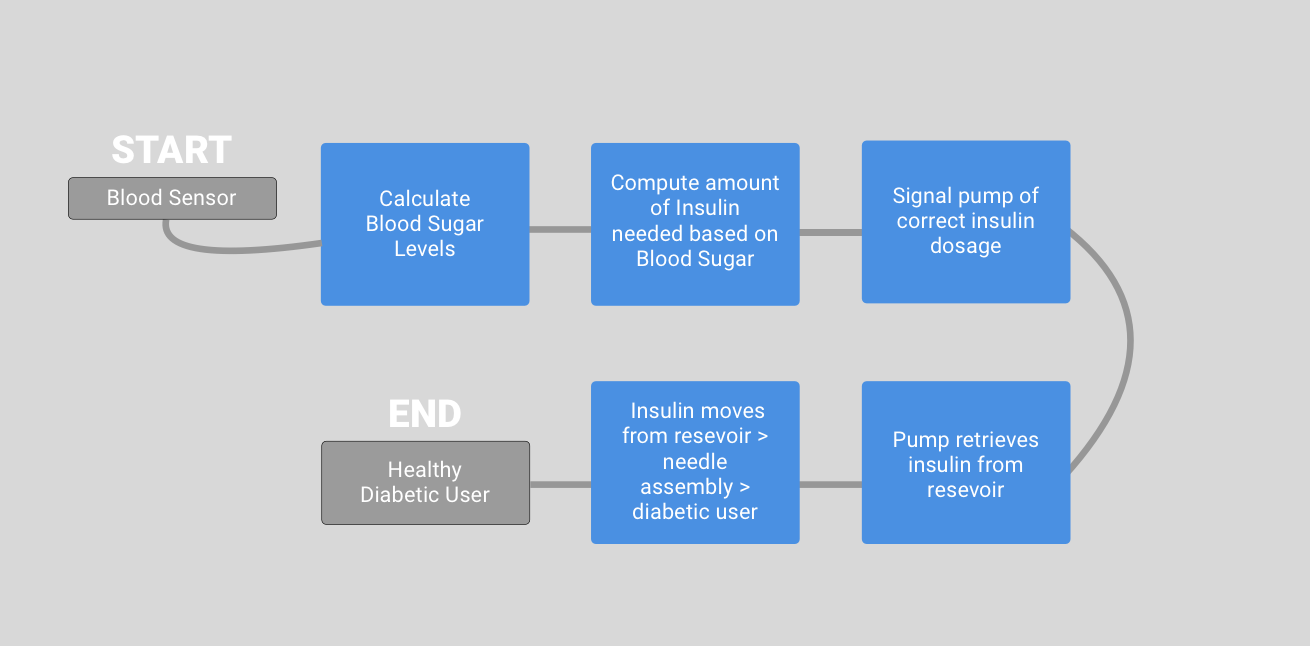 START
Blood Sensor
Calculate
Blood Sugar
Levels
Compute amount
of Insulin
needed based on
Blood Sugar
Signal pump of
correct insulin
dosage
END
Healthy
Diabetic User
Insulin moves
from resevoir >
needle
assembly >
diabetic user
Pump retrieves
insulin from
resevoir